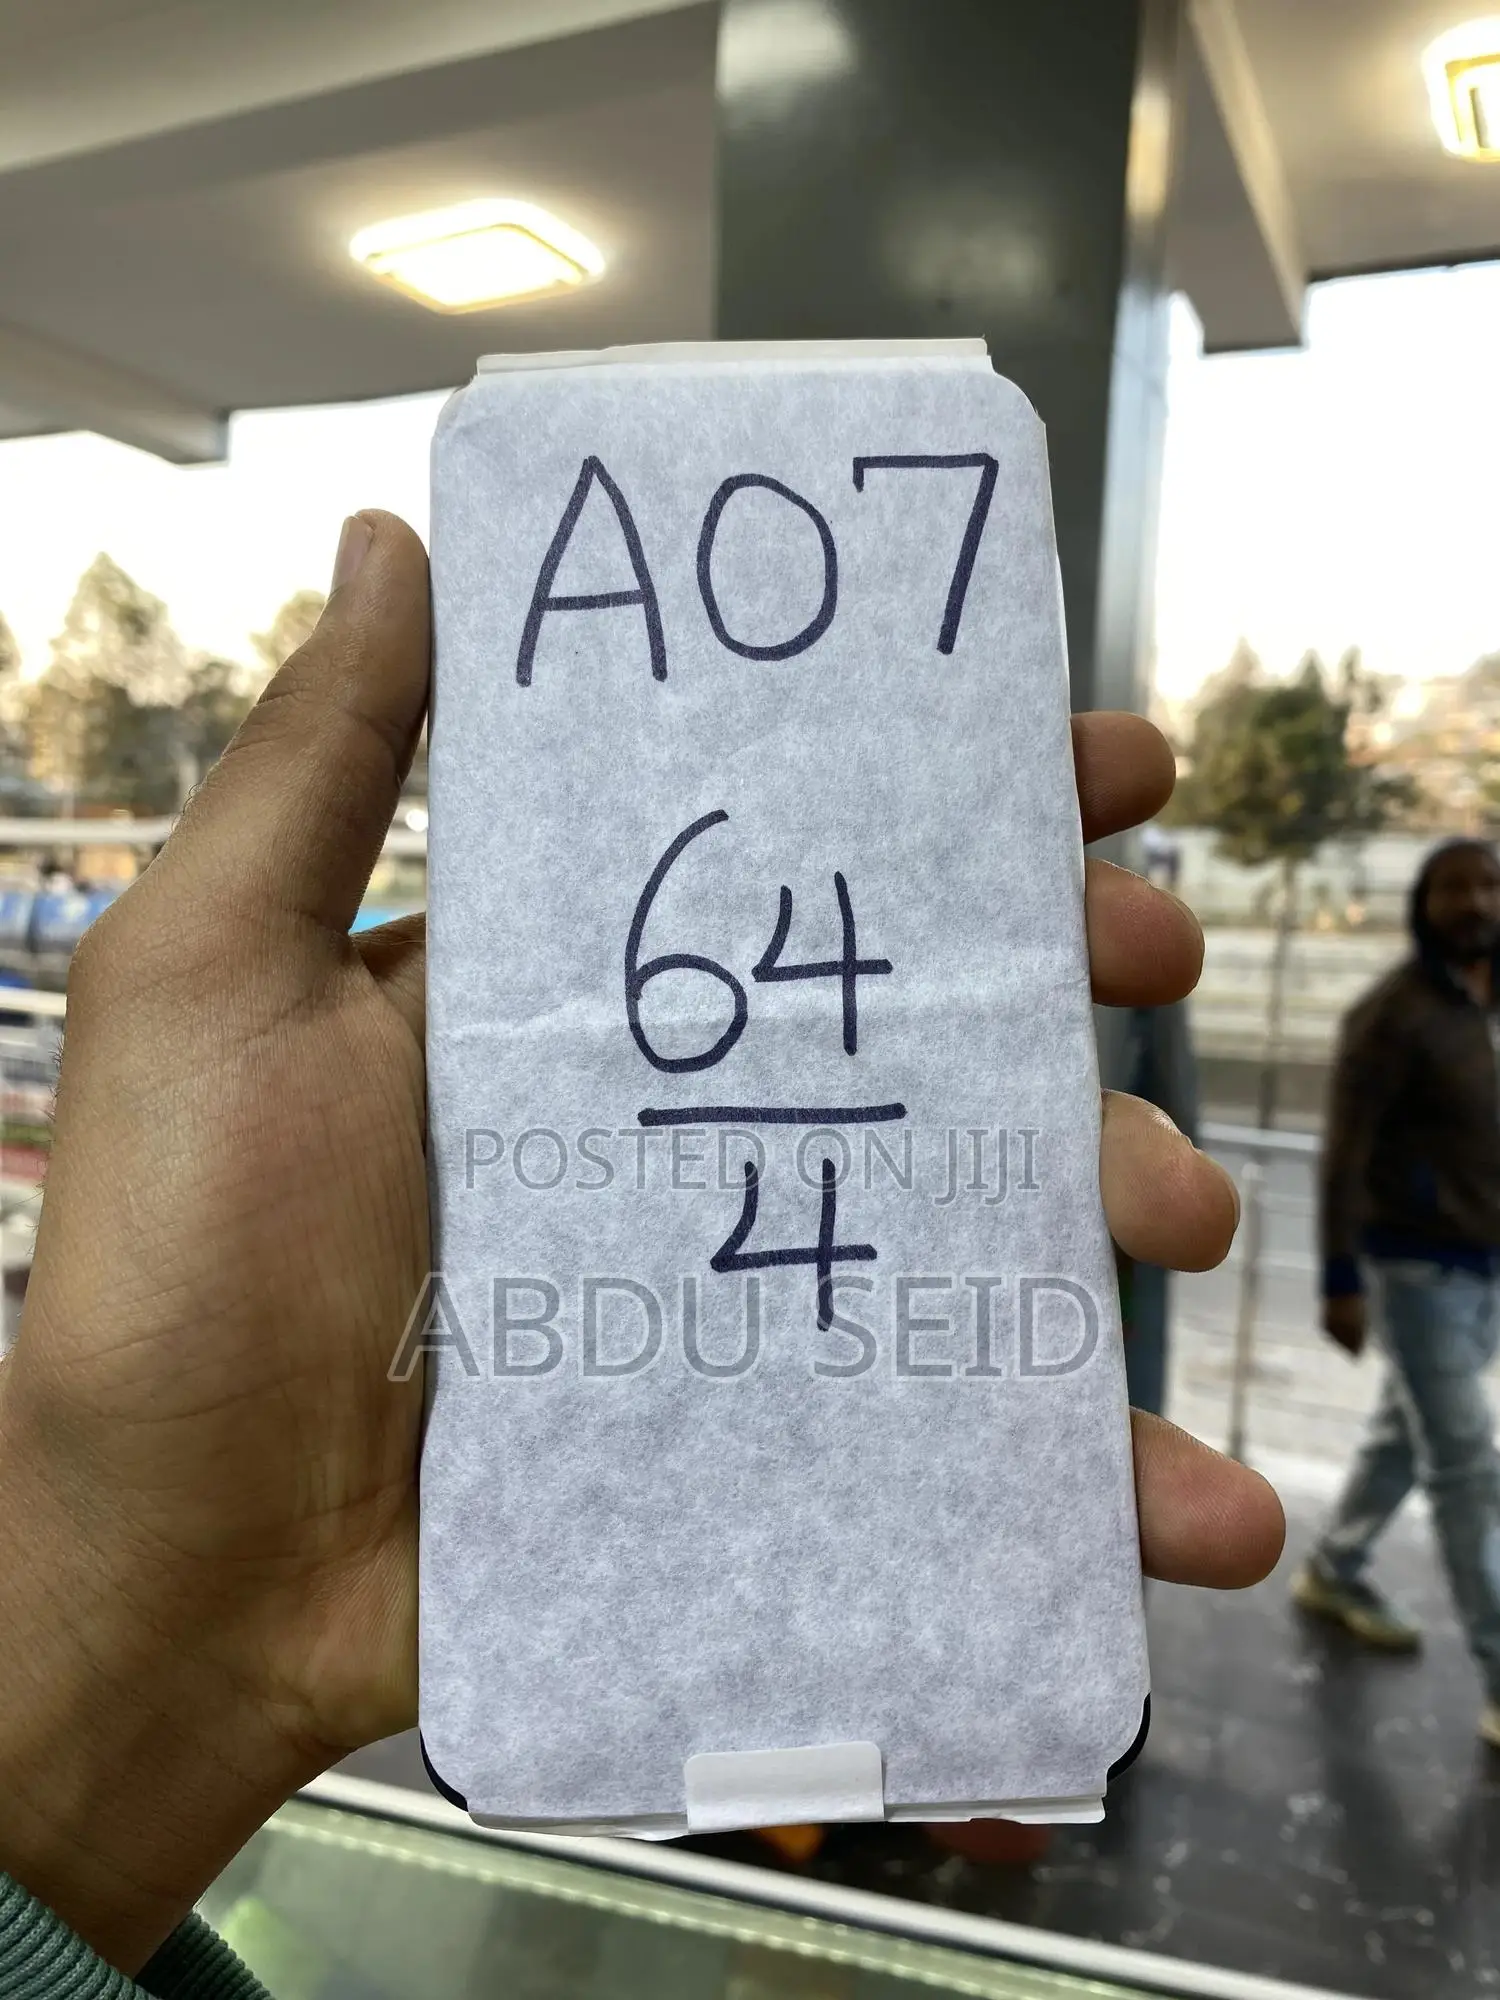 A07
64
4
POSTED ON JIJI
ABDU SEID